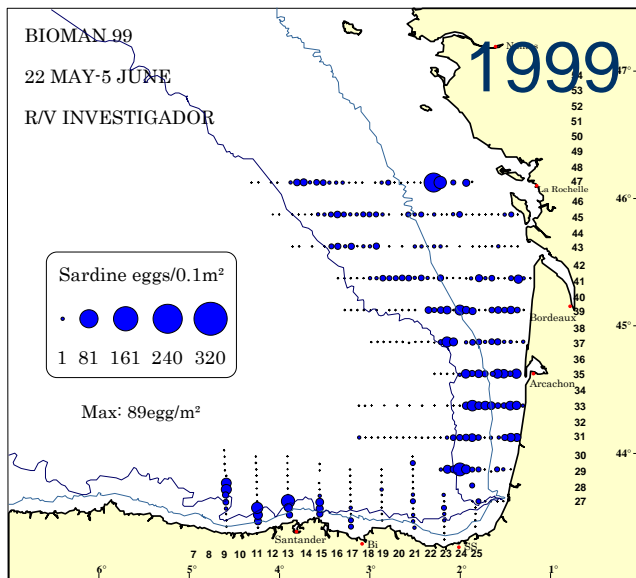 BIOMAN 99
22 MAY-5 JUNE
R/V INVESTIGADOR
1999
Nantes
47°
54
53
52
51
50
49
48
47
La Rochelle
46
46°
45
44
43
42
41
40
39
Bordeaux
38
45°
37
36
35
Arcachon
34
33
32
31
30
44°
29
28
27
Sardine eggs/0.1m²
1 81 161 240 320
Max: 89egg/m²
Santander
Bi
SS
7 8 9 10 11 12 13 14 15 16 17 18 19 20 21 22 23 24 25
6° 5° 4° 3° 2° 1°